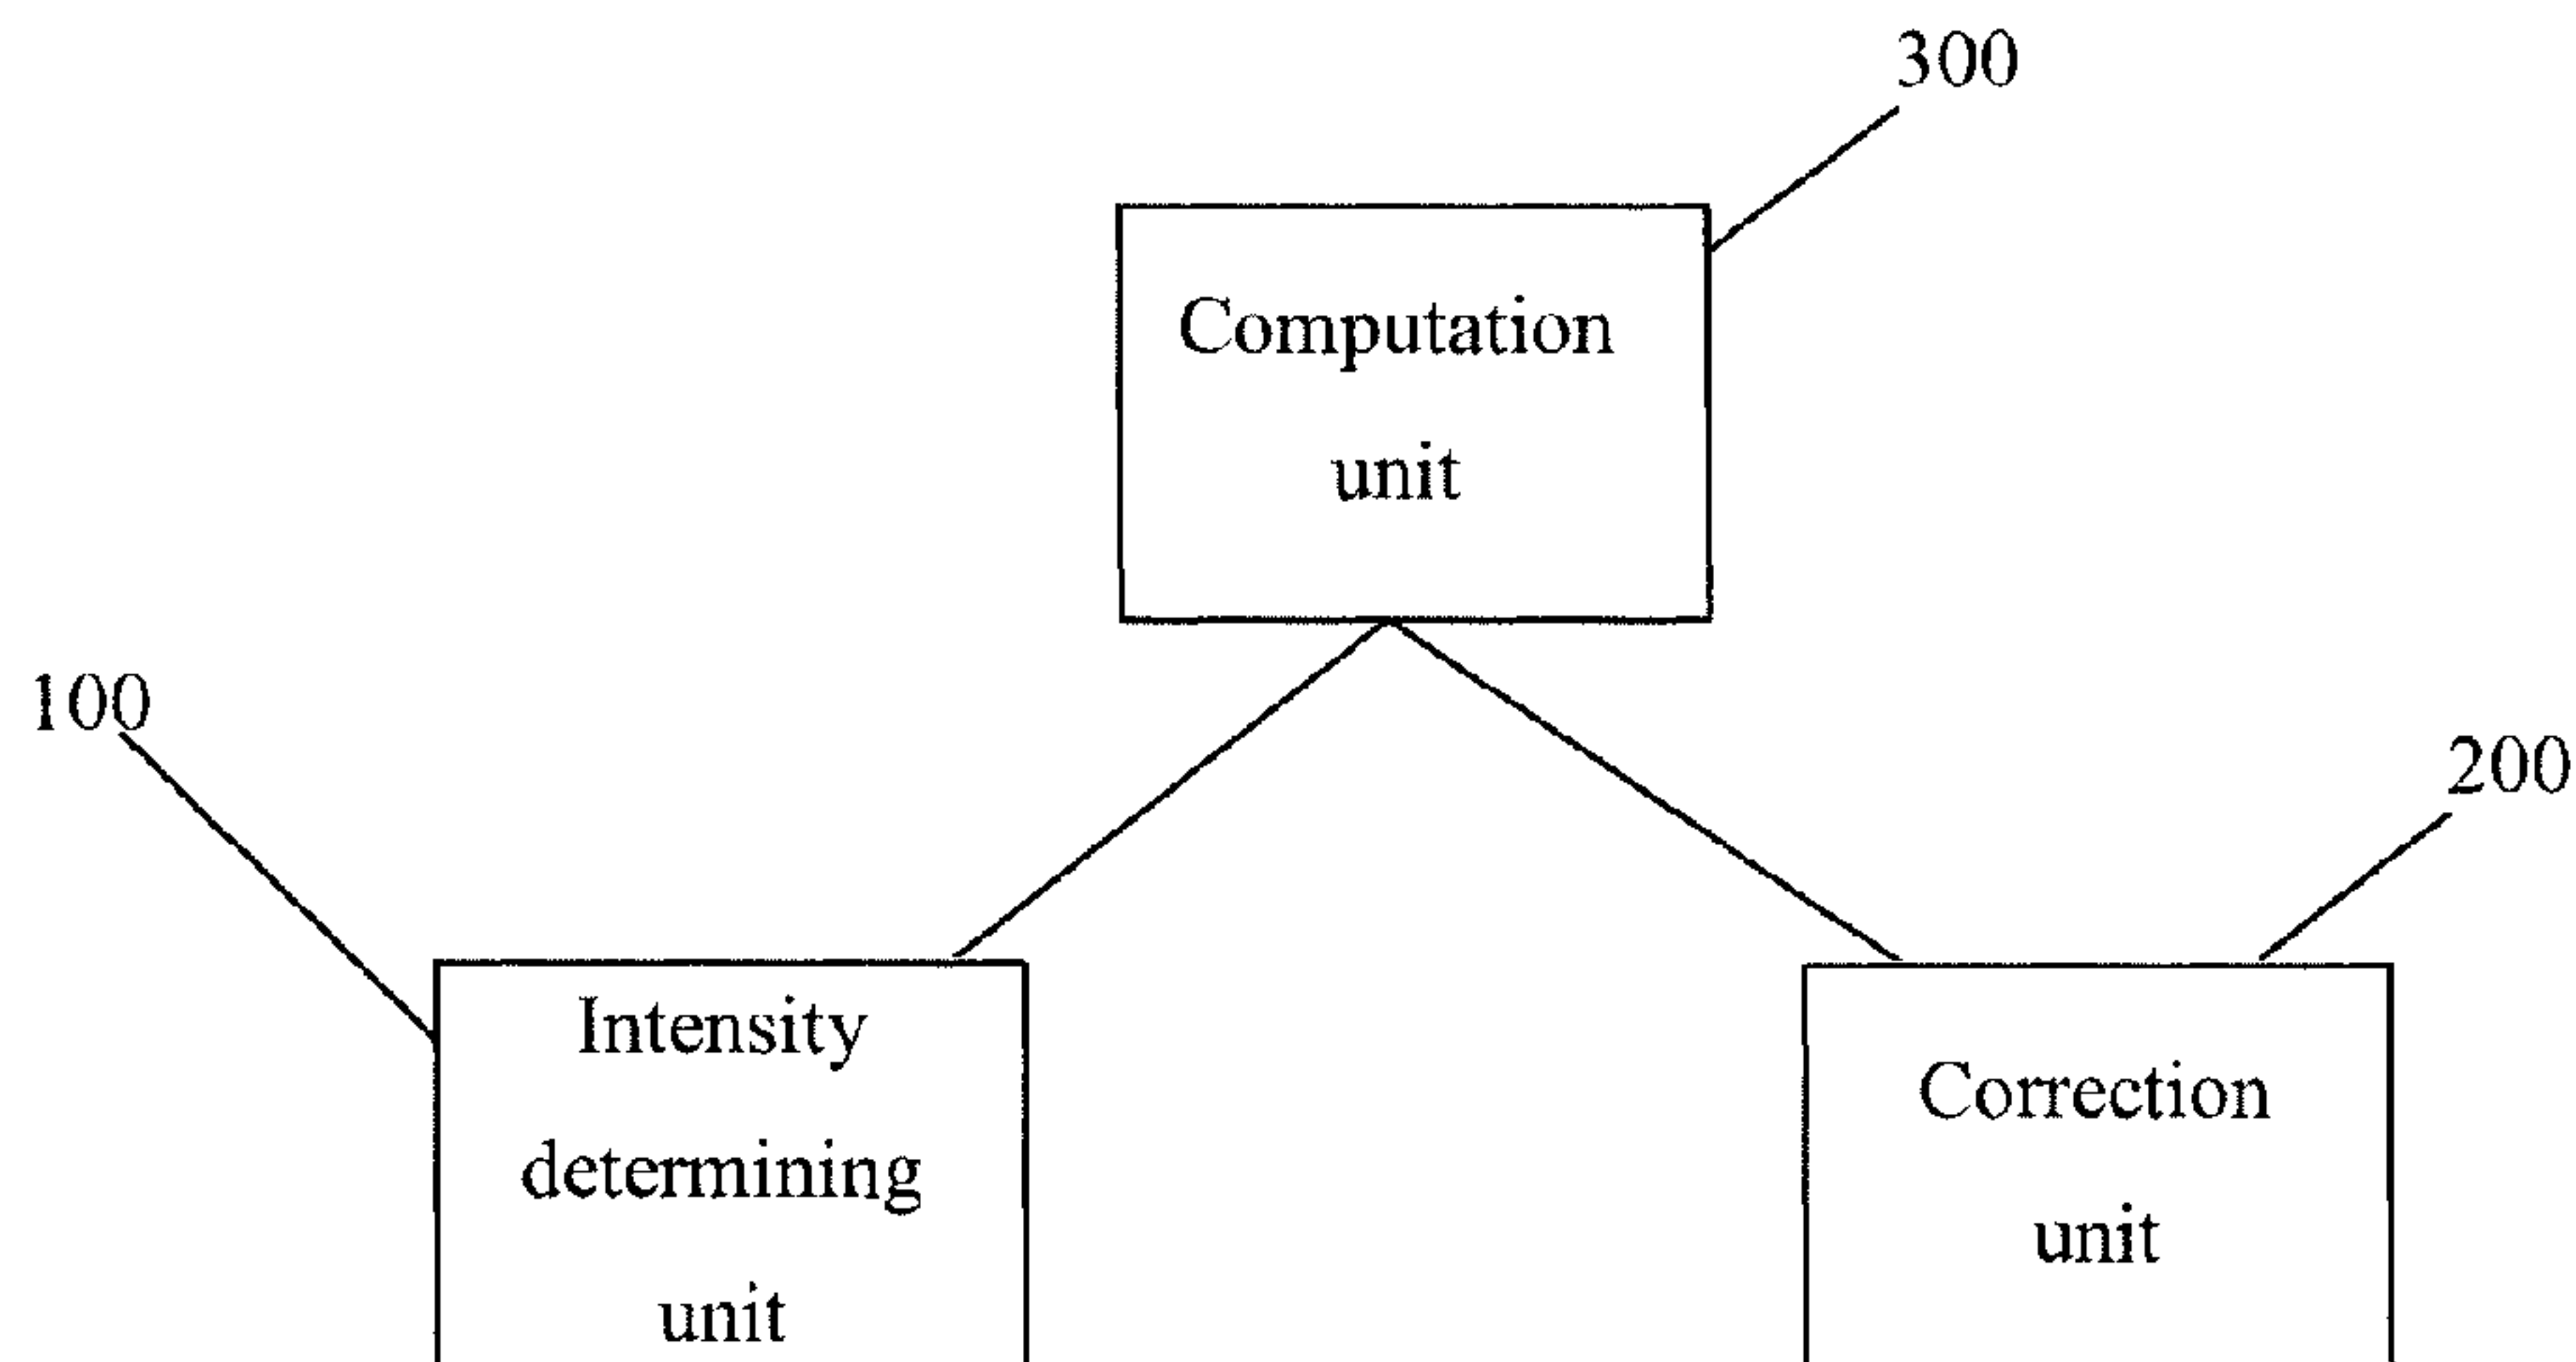 300
Computation
unit
100
200
Intensity
determining
unit
Correction
unit